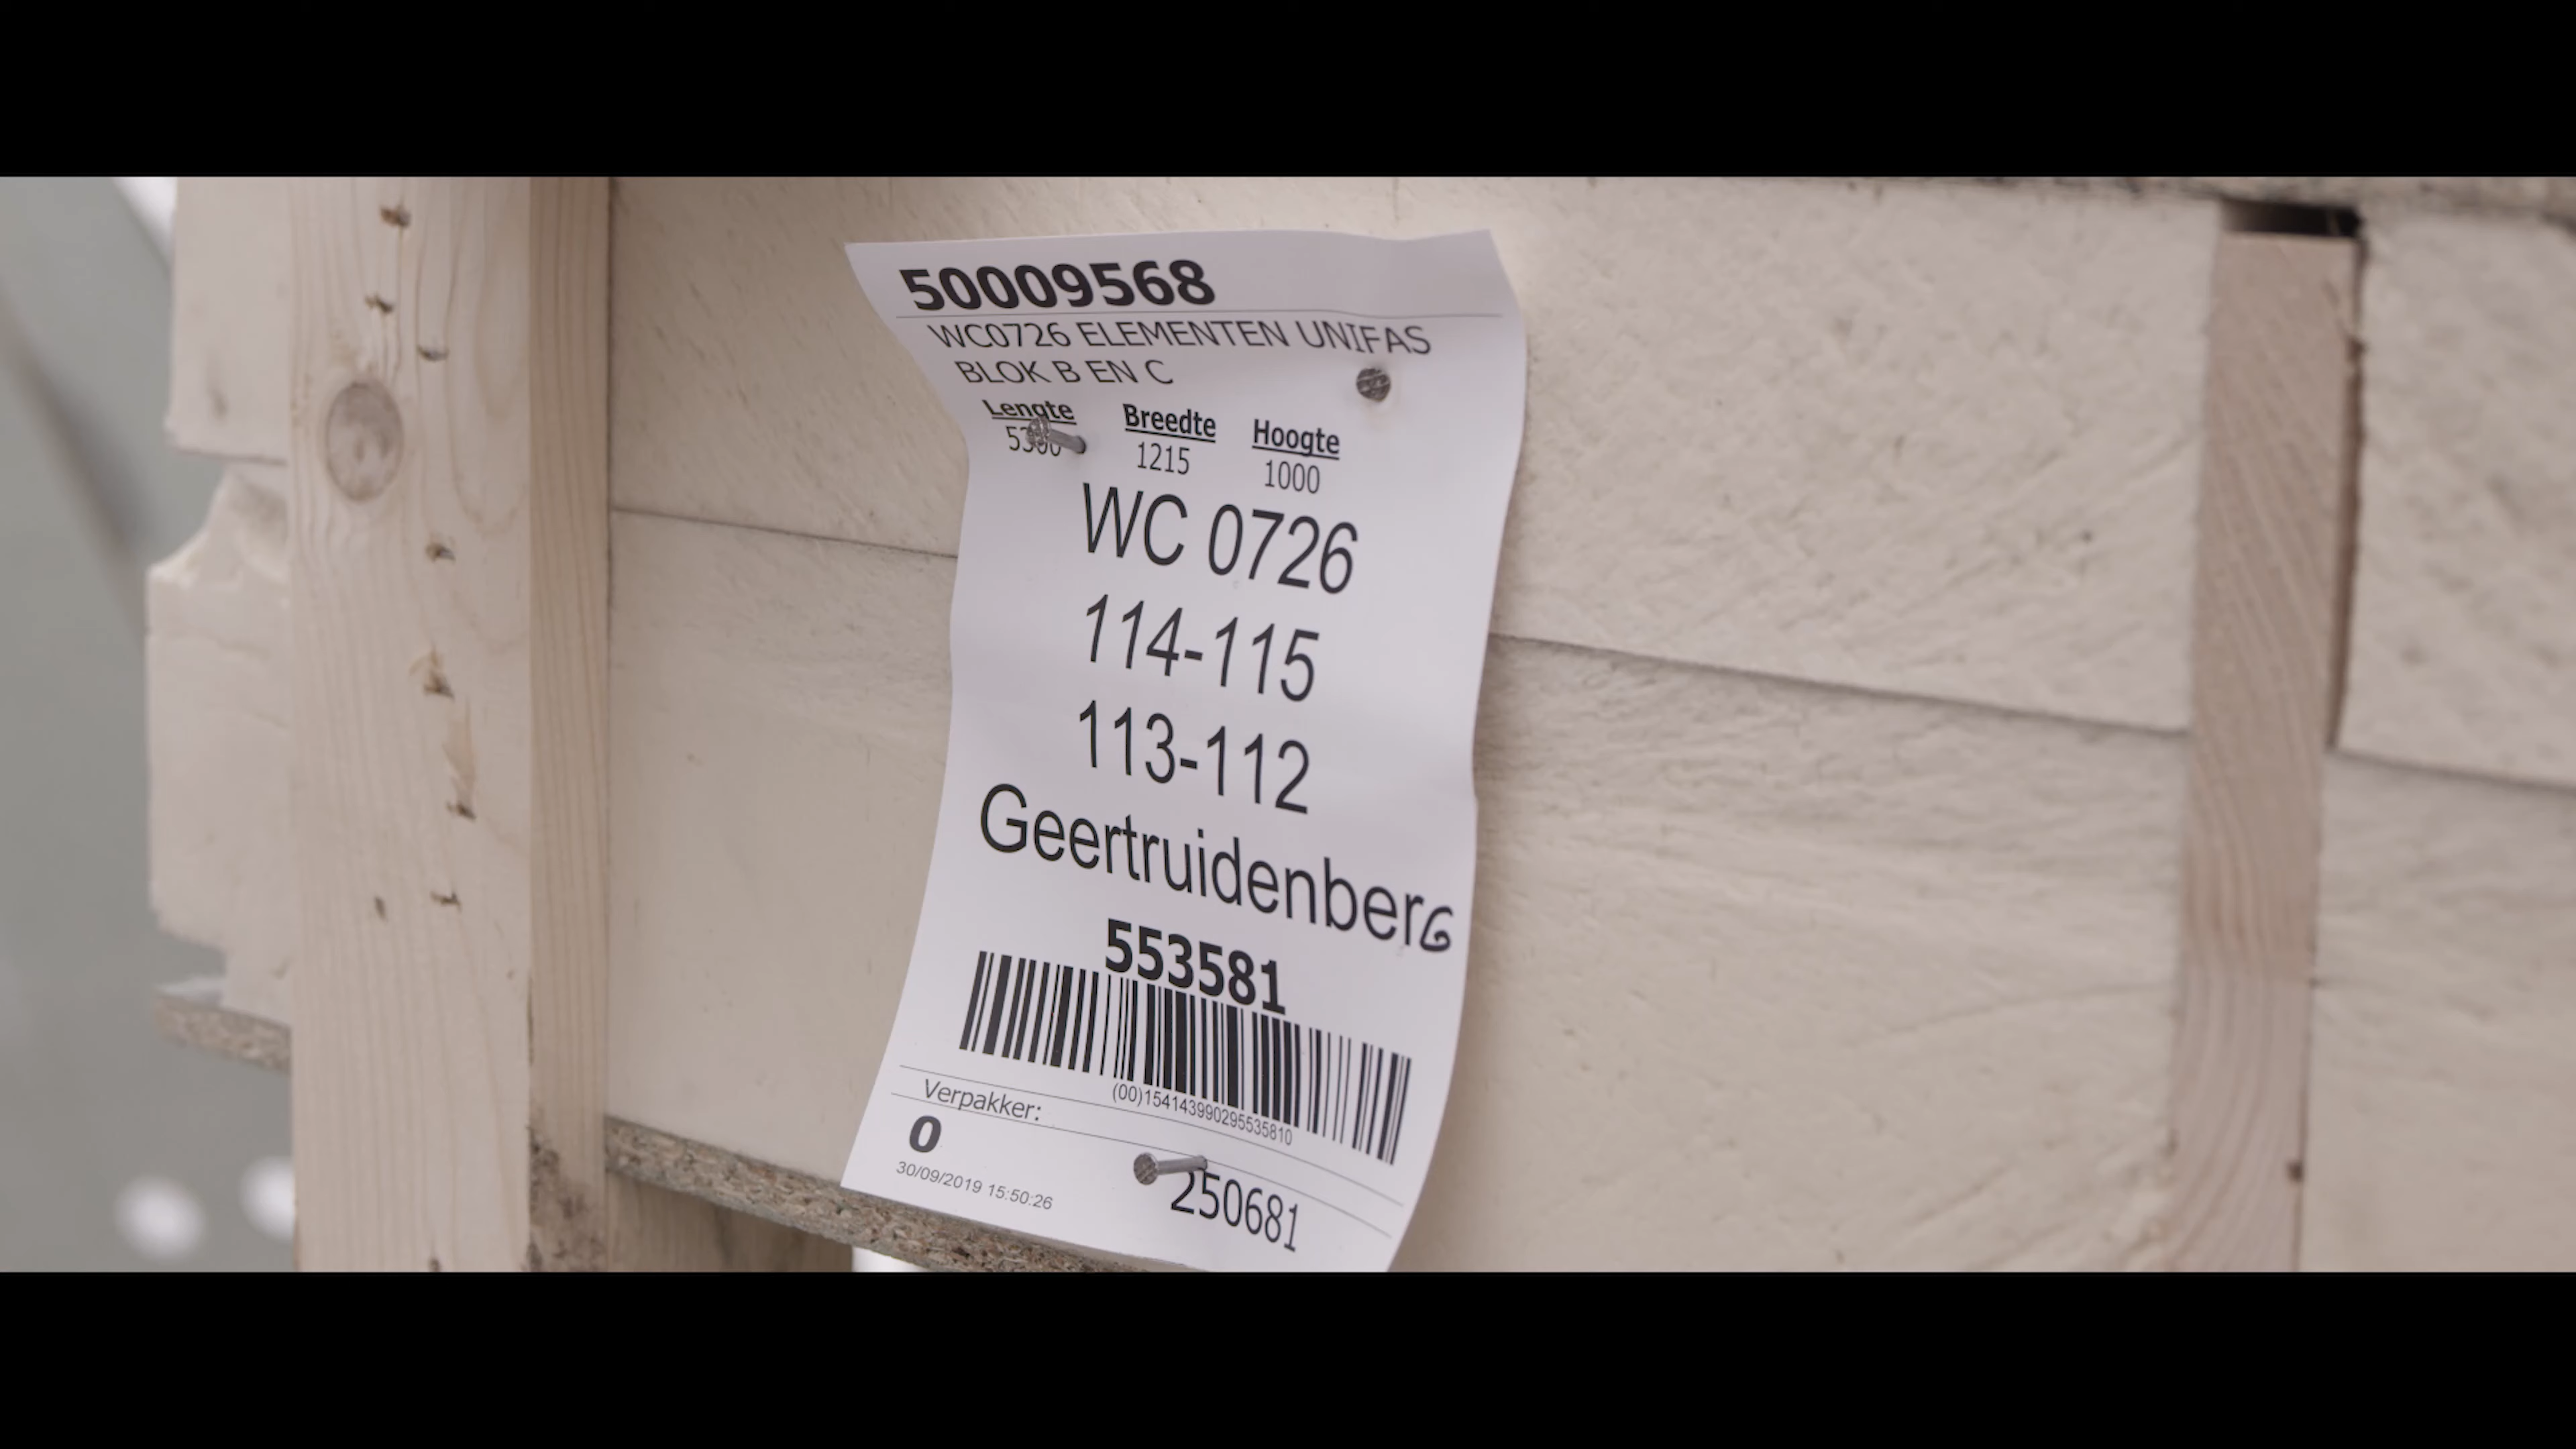 50009568
WC0726 ELEMENTEN UNIFAS
BLOK B EN C
Lengte Breedte Hoogte
1215 1000
WC 0726
114-115
113-112
GeertruidenberG
553581
(00)154143990295535810
Verpakker:
0
30/09/2019 15:50:26
250681